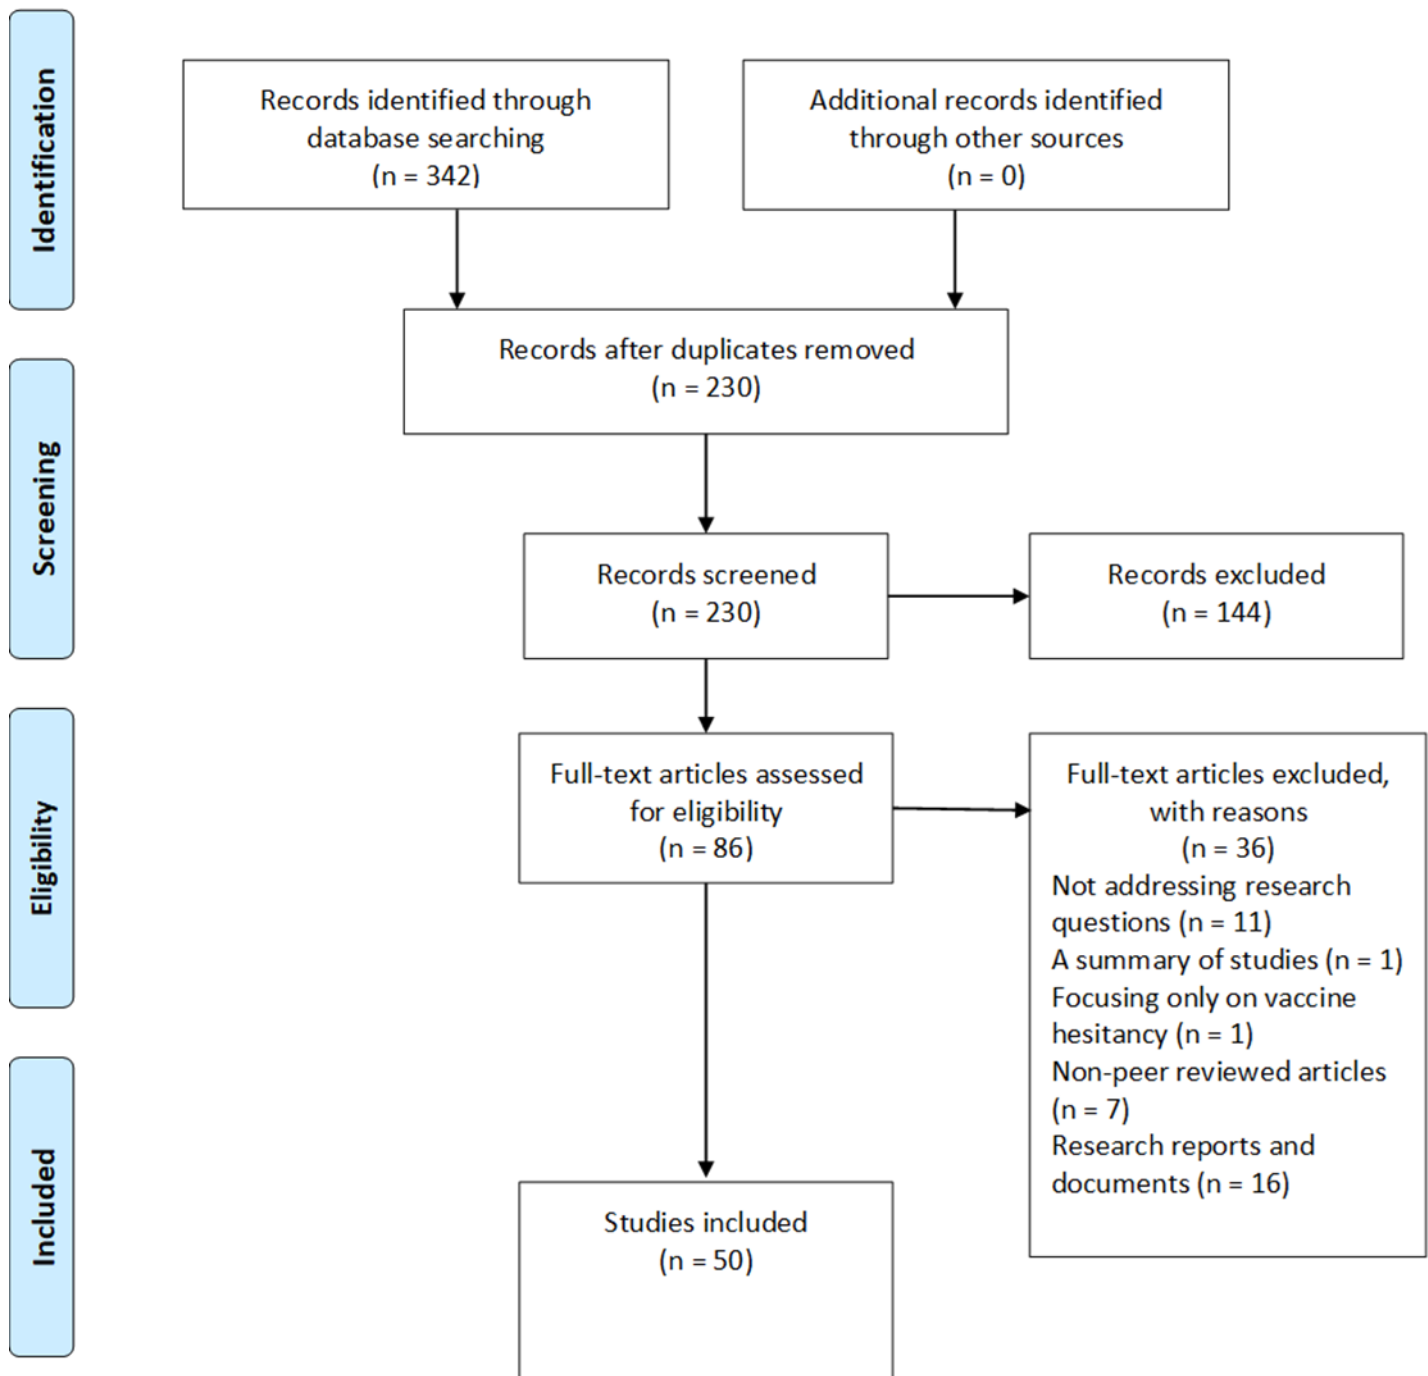 Identification
Records identified through
database searching
(n = 342)
Additional records identified
through other sources
(n = 0)
Records after duplicates removed
(n = 230)
Screening
Records screened
(n = 230)
Records excluded
(n = 144)
Eligibility
Full-text articles assessed
for eligibility
(n = 86)
Full-text articles excluded,
with reasons
(n = 36)
Not addressing research
questions (n = 11)
A summary of studies (n = 1)
Focusing only on vaccine
hesitancy (n = 1)
Non-peer reviewed articles
(n = 7)
Research reports and
documents (n = 16)
Included
Studies included
(n = 50)